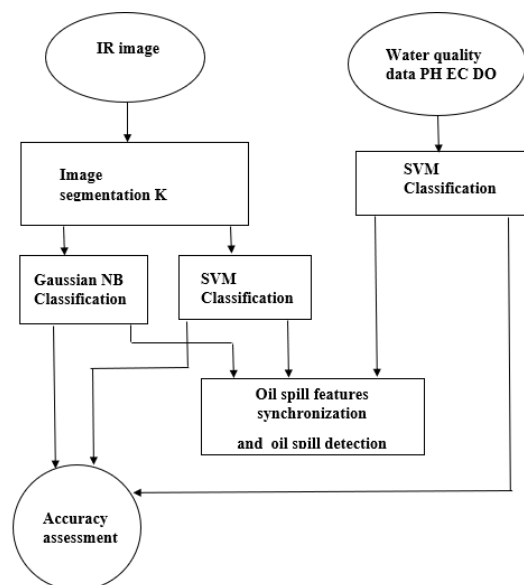 IR image
Water quality
data PH EC DO
Image
segmentation K
SVM
Classification
Gaussian NB
Classification
SVM
Classification
Oil spill features
synchronization
and oil spill detection
Accuracy
assessment